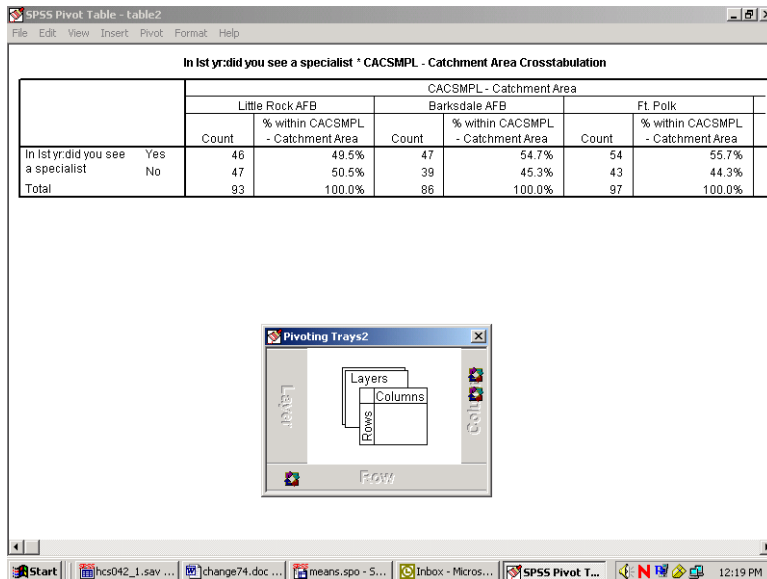 SPSS Pivot Table - table2
File Edit View Insert Pivot Format Help
In lst yr:did you see a specialist * CACSMPL - Catchment Area Crosstabulation
CACSMPL - Catchment Area
Little Rock AFB Barksdale AFB Ft. Polk
% within CACSMPL % within CACSMPL % within CACSMPL
Count - Catchment Area Count - Catchment Area Count - Catchment Area
In lst yr:did you see Yes 46 49.5% 47 54.7% 54 55.7%
a specialist No 47 50.5% 39 45.3% 43 44.3%
Total 93 100.0% 86 100.0% 97 100.0%
Pivoting Trays2
Layer
Layers
Columns
Rows
Column
Row
Start hcs042_1.sav ... change74.doc ... means.spo - S... Inbox - Micros... SPSS Pivot T... N 12:19 PM